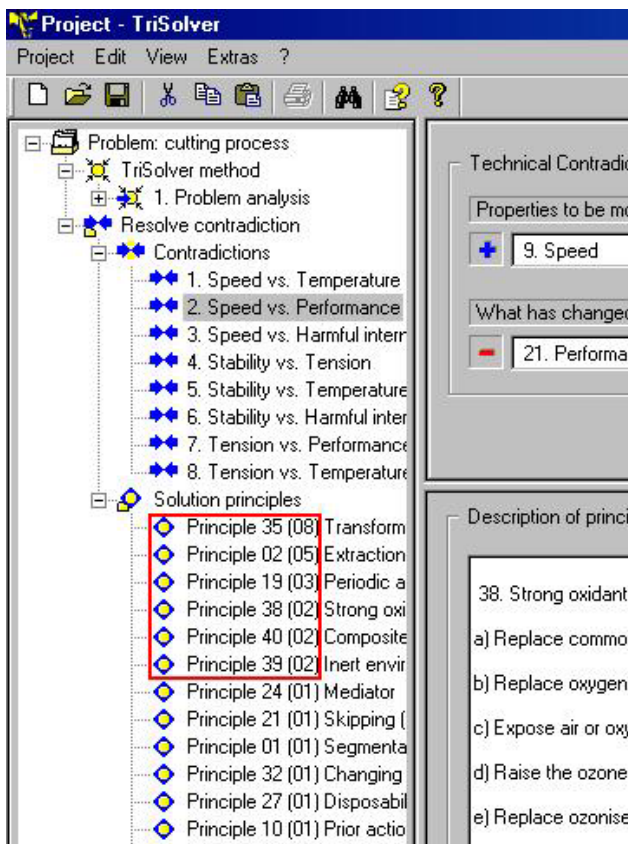 Project - TriSolver
Project Edit View Extras ?
Problem: cutting process
TriSolver method
1. Problem analysis
Resolve contradiction
Contradictions
1. Speed vs. Temperature
2. Speed vs. Performance
3. Speed vs. Harmful intern
4. Stability vs. Tension
5. Stability vs. Temperature
6. Stability vs. Harmful inter
7. Tension vs. Performance
8. Tension vs. Temperature
Solution principles
Principle 35 (08) Transform
Principle 02 (05) Extraction
Principle 19 (03) Periodic a
Principle 38 (02) Strong oxi
Principle 40 (02) Composite
Principle 39 (02) Inert envir
Principle 24 (01) Mediator
Principle 21 (01) Skipping (
Principle 01 (01) Segmenta
Principle 32 (01) Changing
Principle 27 (01) Disposabil
Principle 10 (01) Prior actio
Technical Contradic
Properties to be mo
9. Speed
What has changed
21. Performa
Description of princi
38. Strong oxidant
a) Replace commo
b) Replace oxygen
c) Expose air or oxy
d) Raise the ozone
e) Replace ozonise